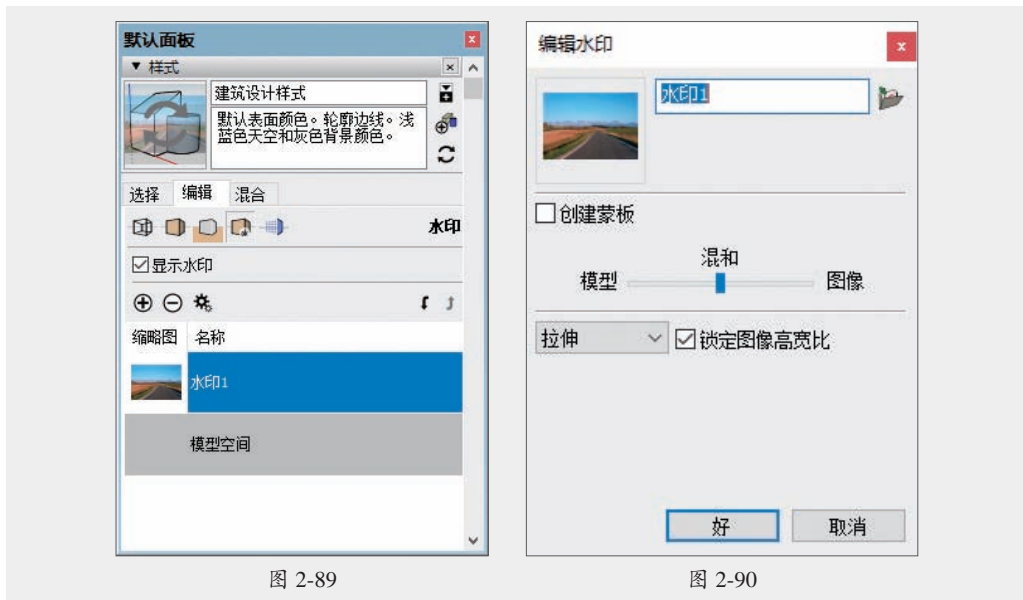 默认面板
▼ 样式
建筑设计样式
默认表面颜色。轮廓边线。浅
蓝色天空和灰色背景颜色。
选择 编辑 混合
水印
显示水印
缩略图 名称
水印1
模型空间
图 2-89
编辑水印
水印1
创建蒙板
混和
模型 图像
拉伸 锁定图像高宽比
好 取消
图 2-90